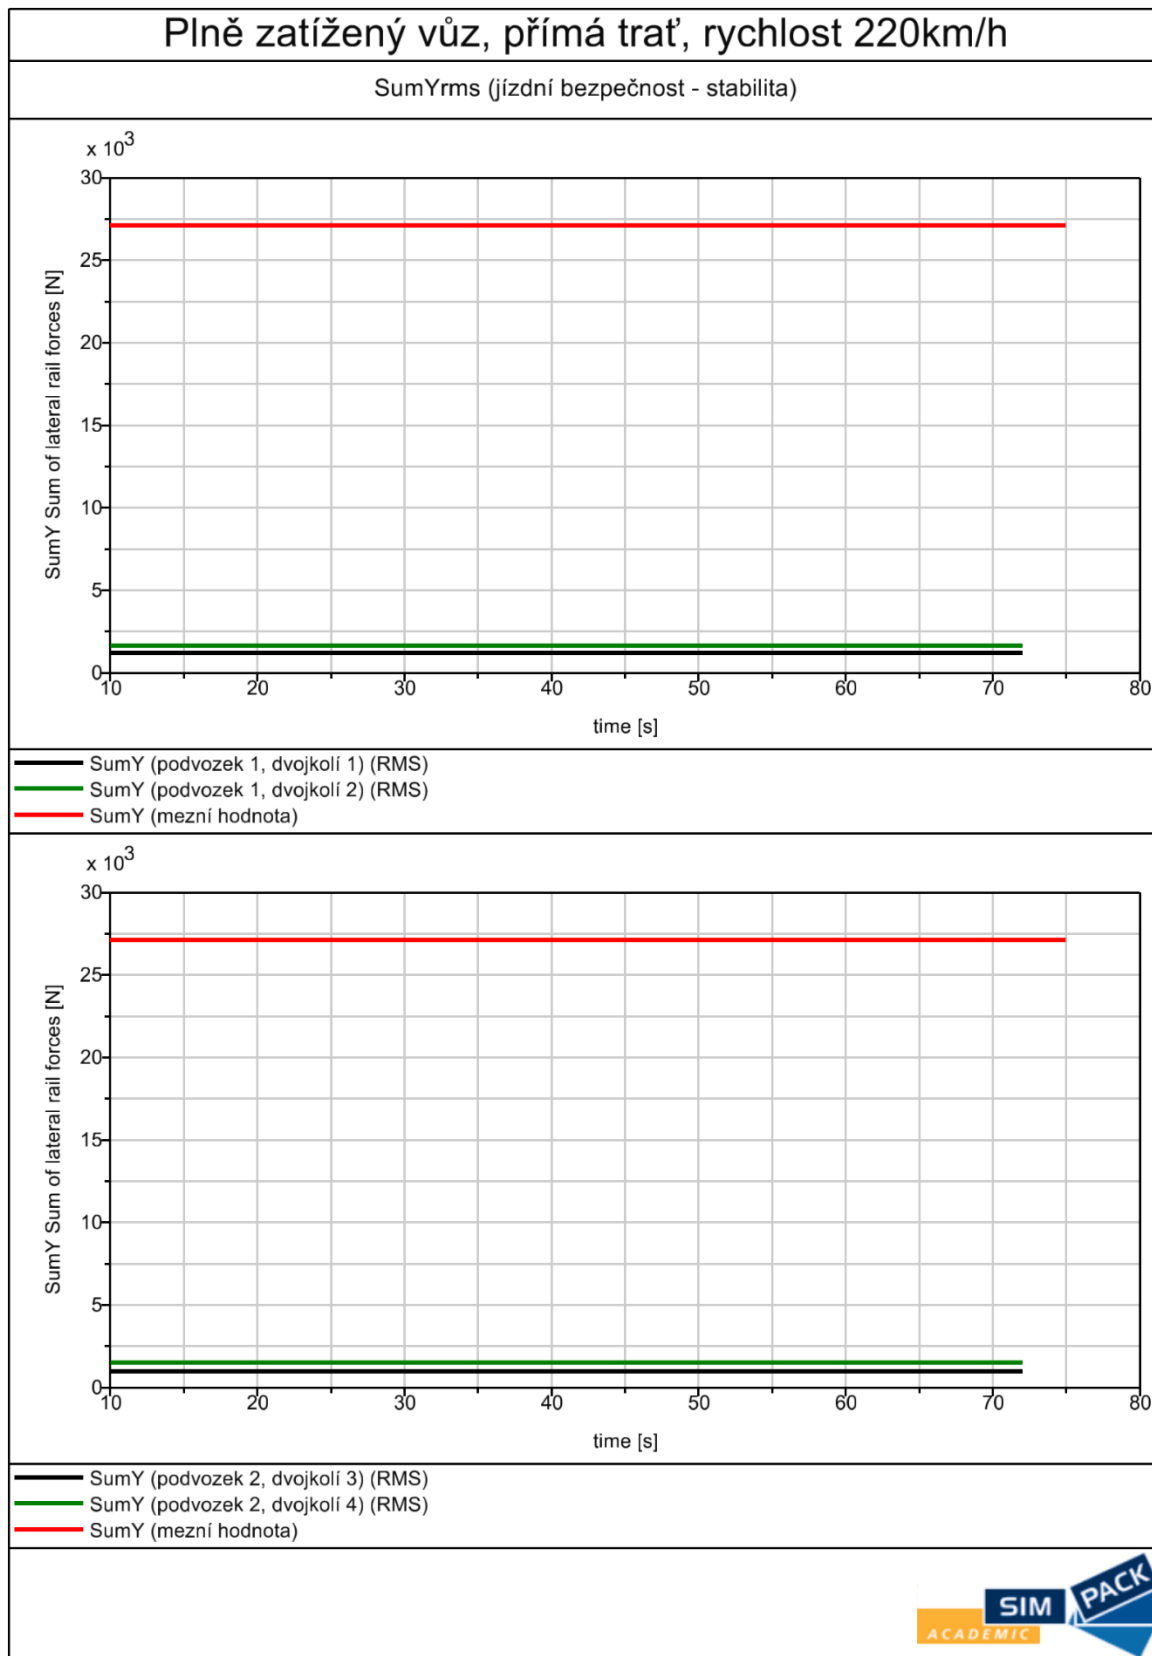 Plně zatížený vůz, přímá trať, rychlost 220km/h
SumYrms (jízdní bezpečnost - stabilita)
x 10³
30
25
20
15
10
5
0
SumY Sum of lateral rail forces [N]
10 20 30 40 50 60 70 80
time [s]
SumY (podvozek 1, dvojkolí 1) (RMS)
SumY (podvozek 1, dvojkolí 2) (RMS)
SumY (mezní hodnota)
x 10³
30
25
20
15
10
5
0
SumY Sum of lateral rail forces [N]
10 20 30 40 50 60 70 80
time [s]
SumY (podvozek 2, dvojkolí 3) (RMS)
SumY (podvozek 2, dvojkolí 4) (RMS)
SumY (mezní hodnota)
SIM PACK
ACADEMIC